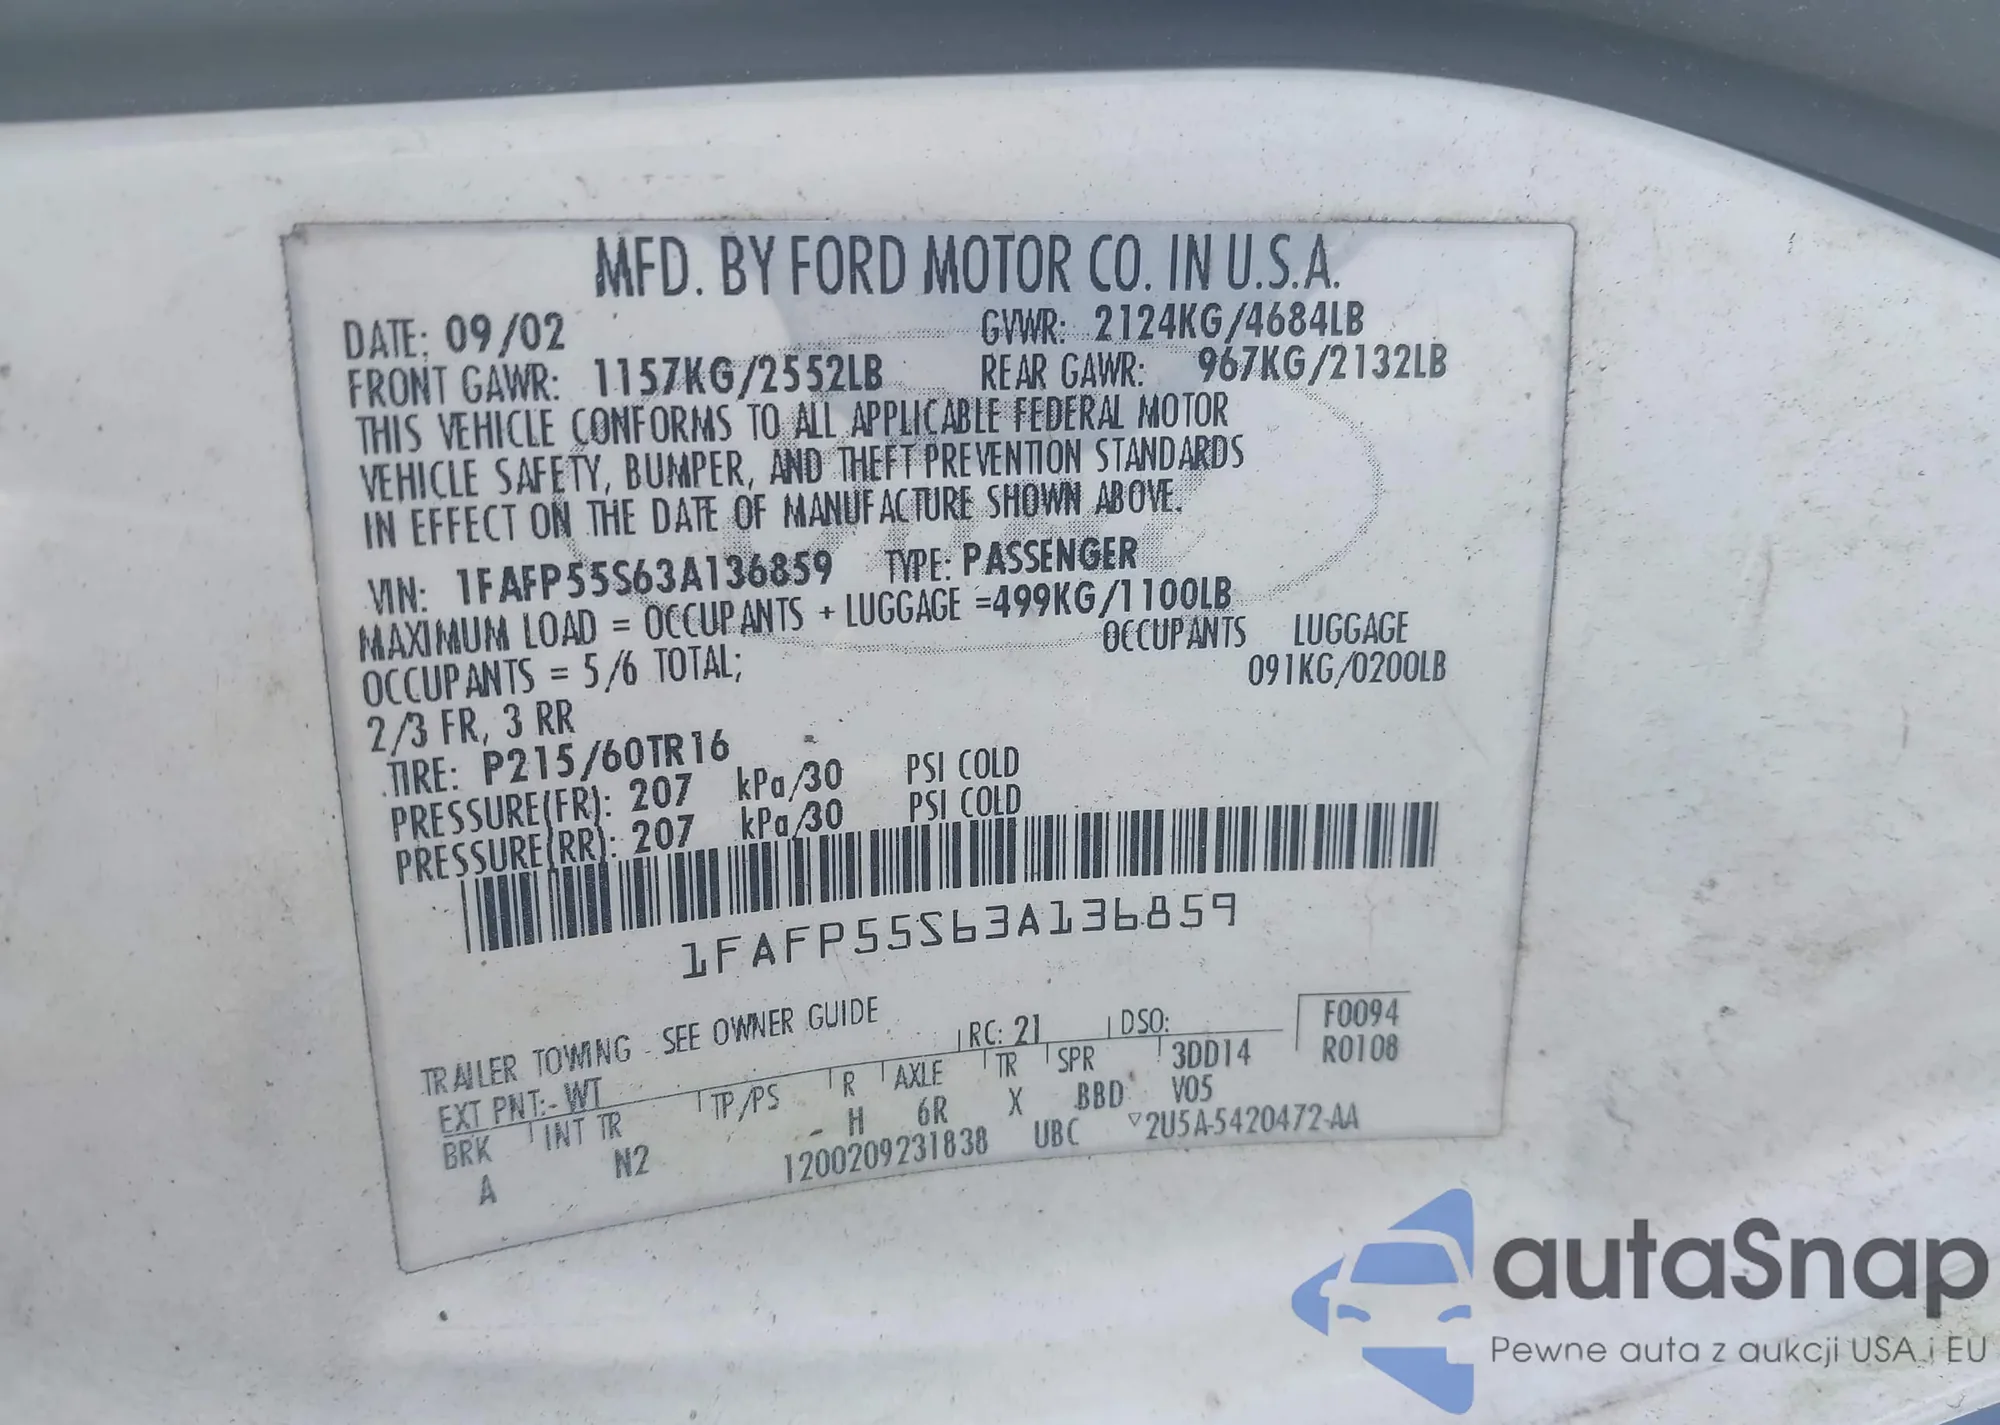 MFD. BY FORD MOTOR CO. IN U.S.A.
DATE: 09/02 GVWR: 2124KG/4684LB
FRONT GAWR: 1157KG/2552LB REAR GAWR: 967KG/2132LB
THIS VEHICLE CONFORMS TO ALL APPLICABLE FEDERAL MOTOR
VEHICLE SAFETY, BUMPER, AND THEFT PREVENTION STANDARDS
IN EFFECT ON THE DATE OF MANUFACTURE SHOWN ABOVE.
VIN: 1FAFP55S63A136859 TYPE: PASSENGER
MAXIMUM LOAD = OCCUPANTS + LUGGAGE =499KG/1100LB
OCCUPANTS = 5/6 TOTAL; OCCUPANTS LUGGAGE
2/3 FR, 3 RR 091KG/0200LB
TIRE: P215/60TR16
PRESSURE(FR): 207 kPa/30 PSI COLD
PRESSURE(RR): 207 kPa/30 PSI COLD
1FAFP55S63A136859
TRAILER TOWING - SEE OWNER GUIDE
EXT PNT:- WT RC: 21 DSO: F0094
BRK INT TR TP/PS R AXLE TR SPR 3DD14 R0108
A N2 - H 6R X BBD V05
1200209231838 UBC ▽2U5A-5420472-AA
autaSnap
Pewne auta z aukcji USA i EU